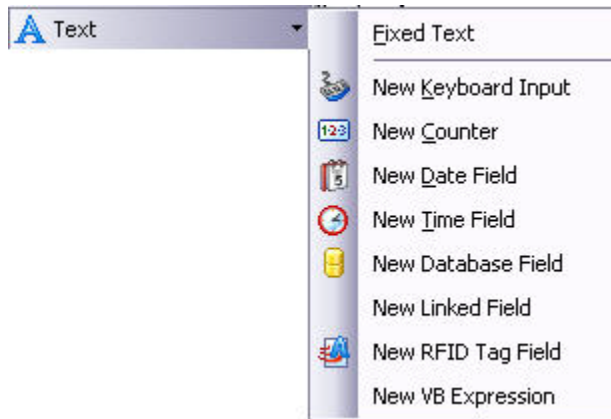 Text
Fixed Text
New Keyboard Input
New Counter
New Date Field
New Time Field
New Database Field
New Linked Field
New RFID Tag Field
New VB Expression